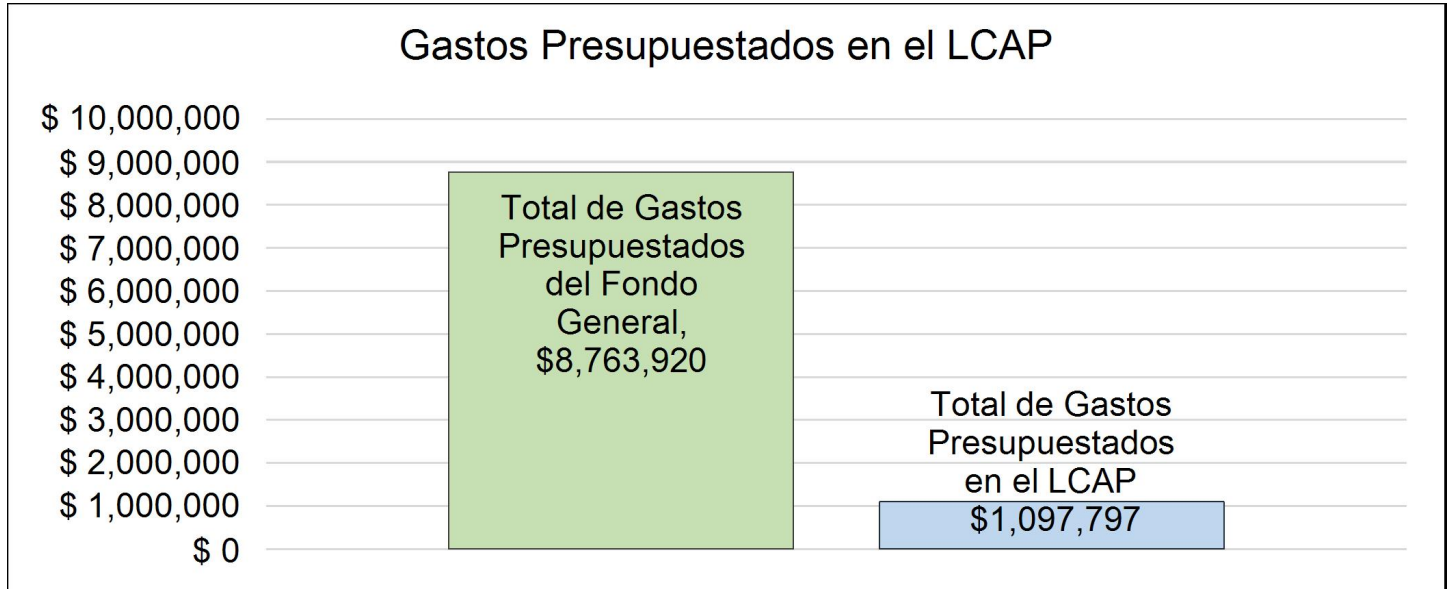 Gastos Presupuestados en el LCAP
$ 10,000,000
$ 9,000,000
$ 8,000,000
$ 7,000,000
$ 6,000,000
$ 5,000,000
$ 4,000,000
$ 3,000,000
$ 2,000,000
$ 1,000,000
$ 0
Total de Gastos
Presupuestados
del Fondo
General,
$8,763,920
Total de Gastos
Presupuestados
en el LCAP
$1,097,797